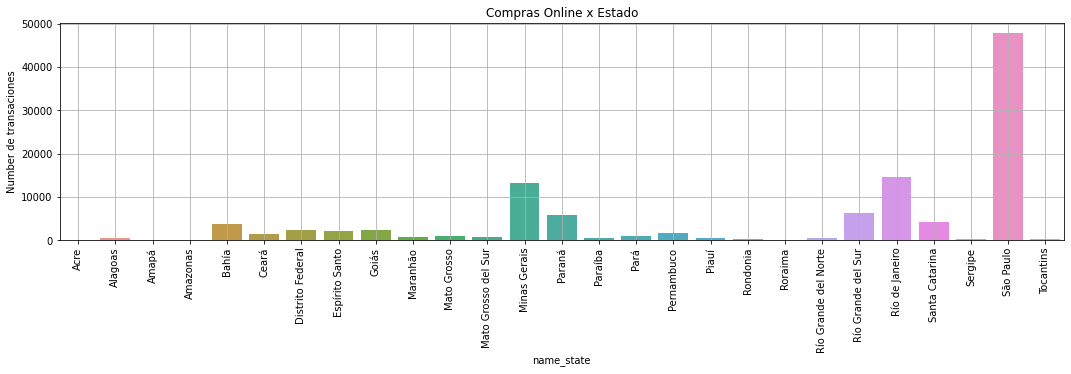 Compras Online x Estado
Number de transaciones
50000
40000
30000
20000
10000
0
Acre
Alagoas
Amapá
Amazonas
Bahía
Ceará
Distrito Federal
Espírito Santo
Goiás
Maranhão
Mato Grosso
Mato Grosso del Sur
Minas Gerais
Paraná
Paraíba
Pará
Pernambuco
Piauí
Rondonia
Roraima
Río Grande del Norte
Río Grande del Sur
Río de Janeiro
Santa Catarina
Sergipe
São Paulo
Tocantins
name_state